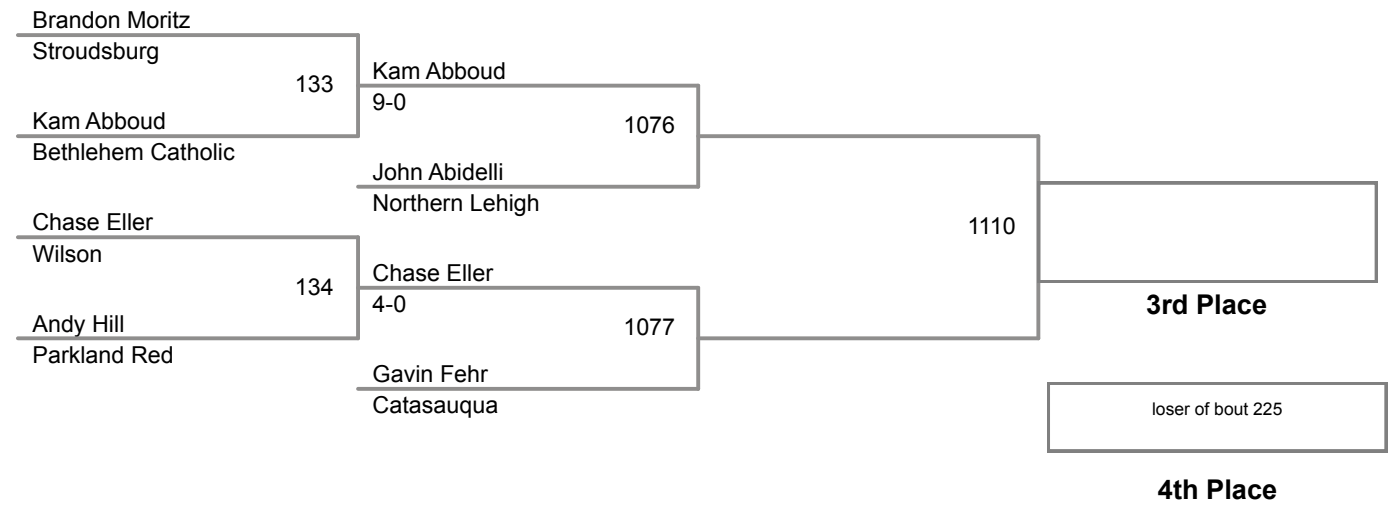 Brandon Moritz
Stroudsburg
133
Kam Abboud
Bethlehem Catholic
Kam Abboud
9-0
1076
John Abidelli
Northern Lehigh
Chase Eller
Wilson
134
Andy Hill
Parkland Red
Chase Eller
4-0
1077
Gavin Fehr
Catasauqua
1110
3rd Place
loser of bout 225
4th Place